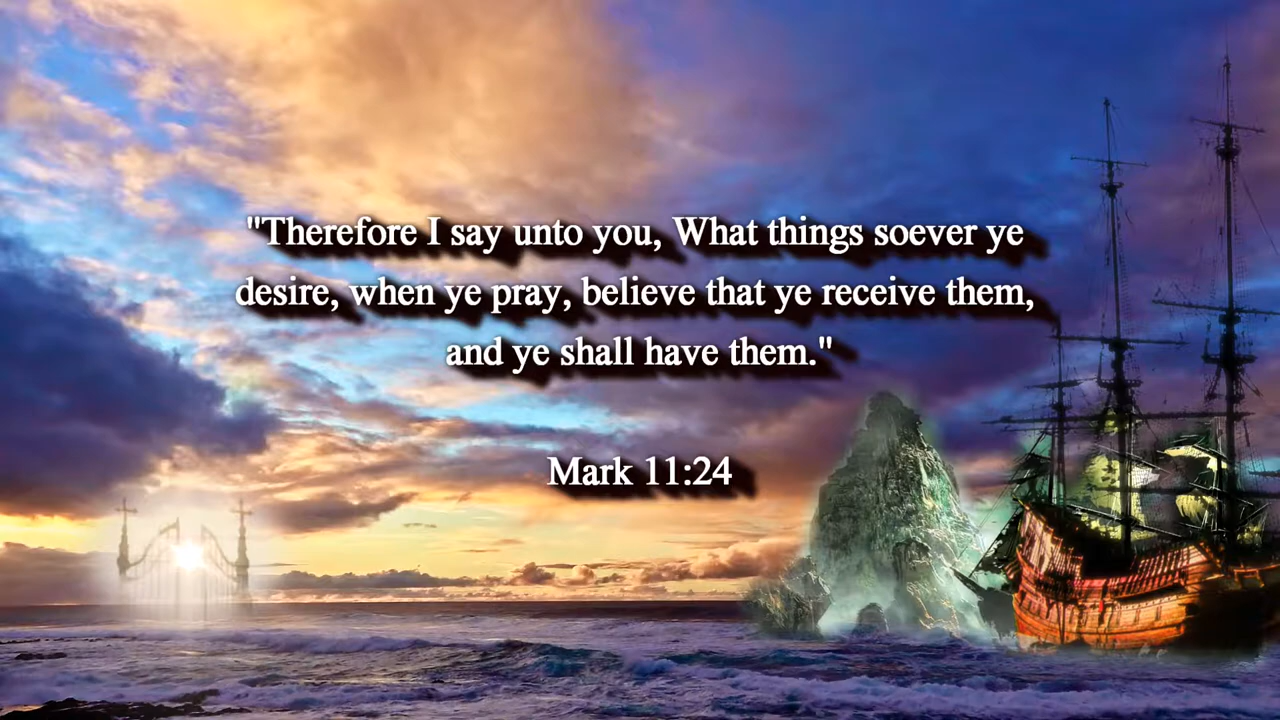 "Therefore I say unto you, What things soever ye
desire, when ye pray, believe that ye receive them,
and ye shall have them."
Mark 11:24